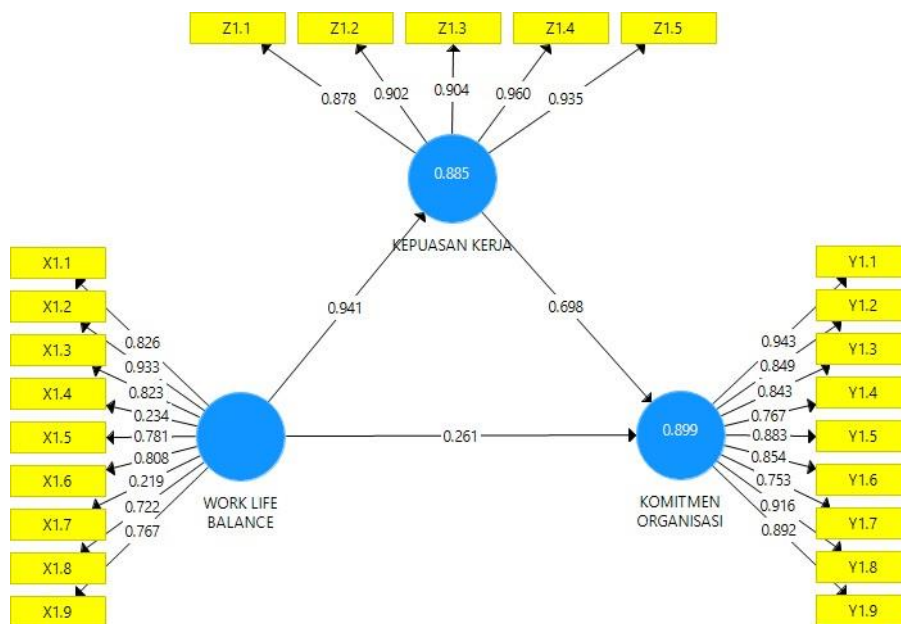 Z1.1 Z1.2 Z1.3 Z1.4 Z1.5
0.878 0.902 0.904 0.960 0.935
0.885
KEPUASAN KERJA
0.941
0.698
X1.1
X1.2
X1.3
X1.4
X1.5
X1.6
X1.7
X1.8
X1.9
0.826
0.933
0.823
0.234
0.781
0.808
0.219
0.722
0.767
WORK LIFE
BALANCE
0.261
0.899
KOMITMEN
ORGANISASI
0.943
0.849
0.843
0.767
0.883
0.854
0.753
0.916
0.892
Y1.1
Y1.2
Y1.3
Y1.4
Y1.5
Y1.6
Y1.7
Y1.8
Y1.9